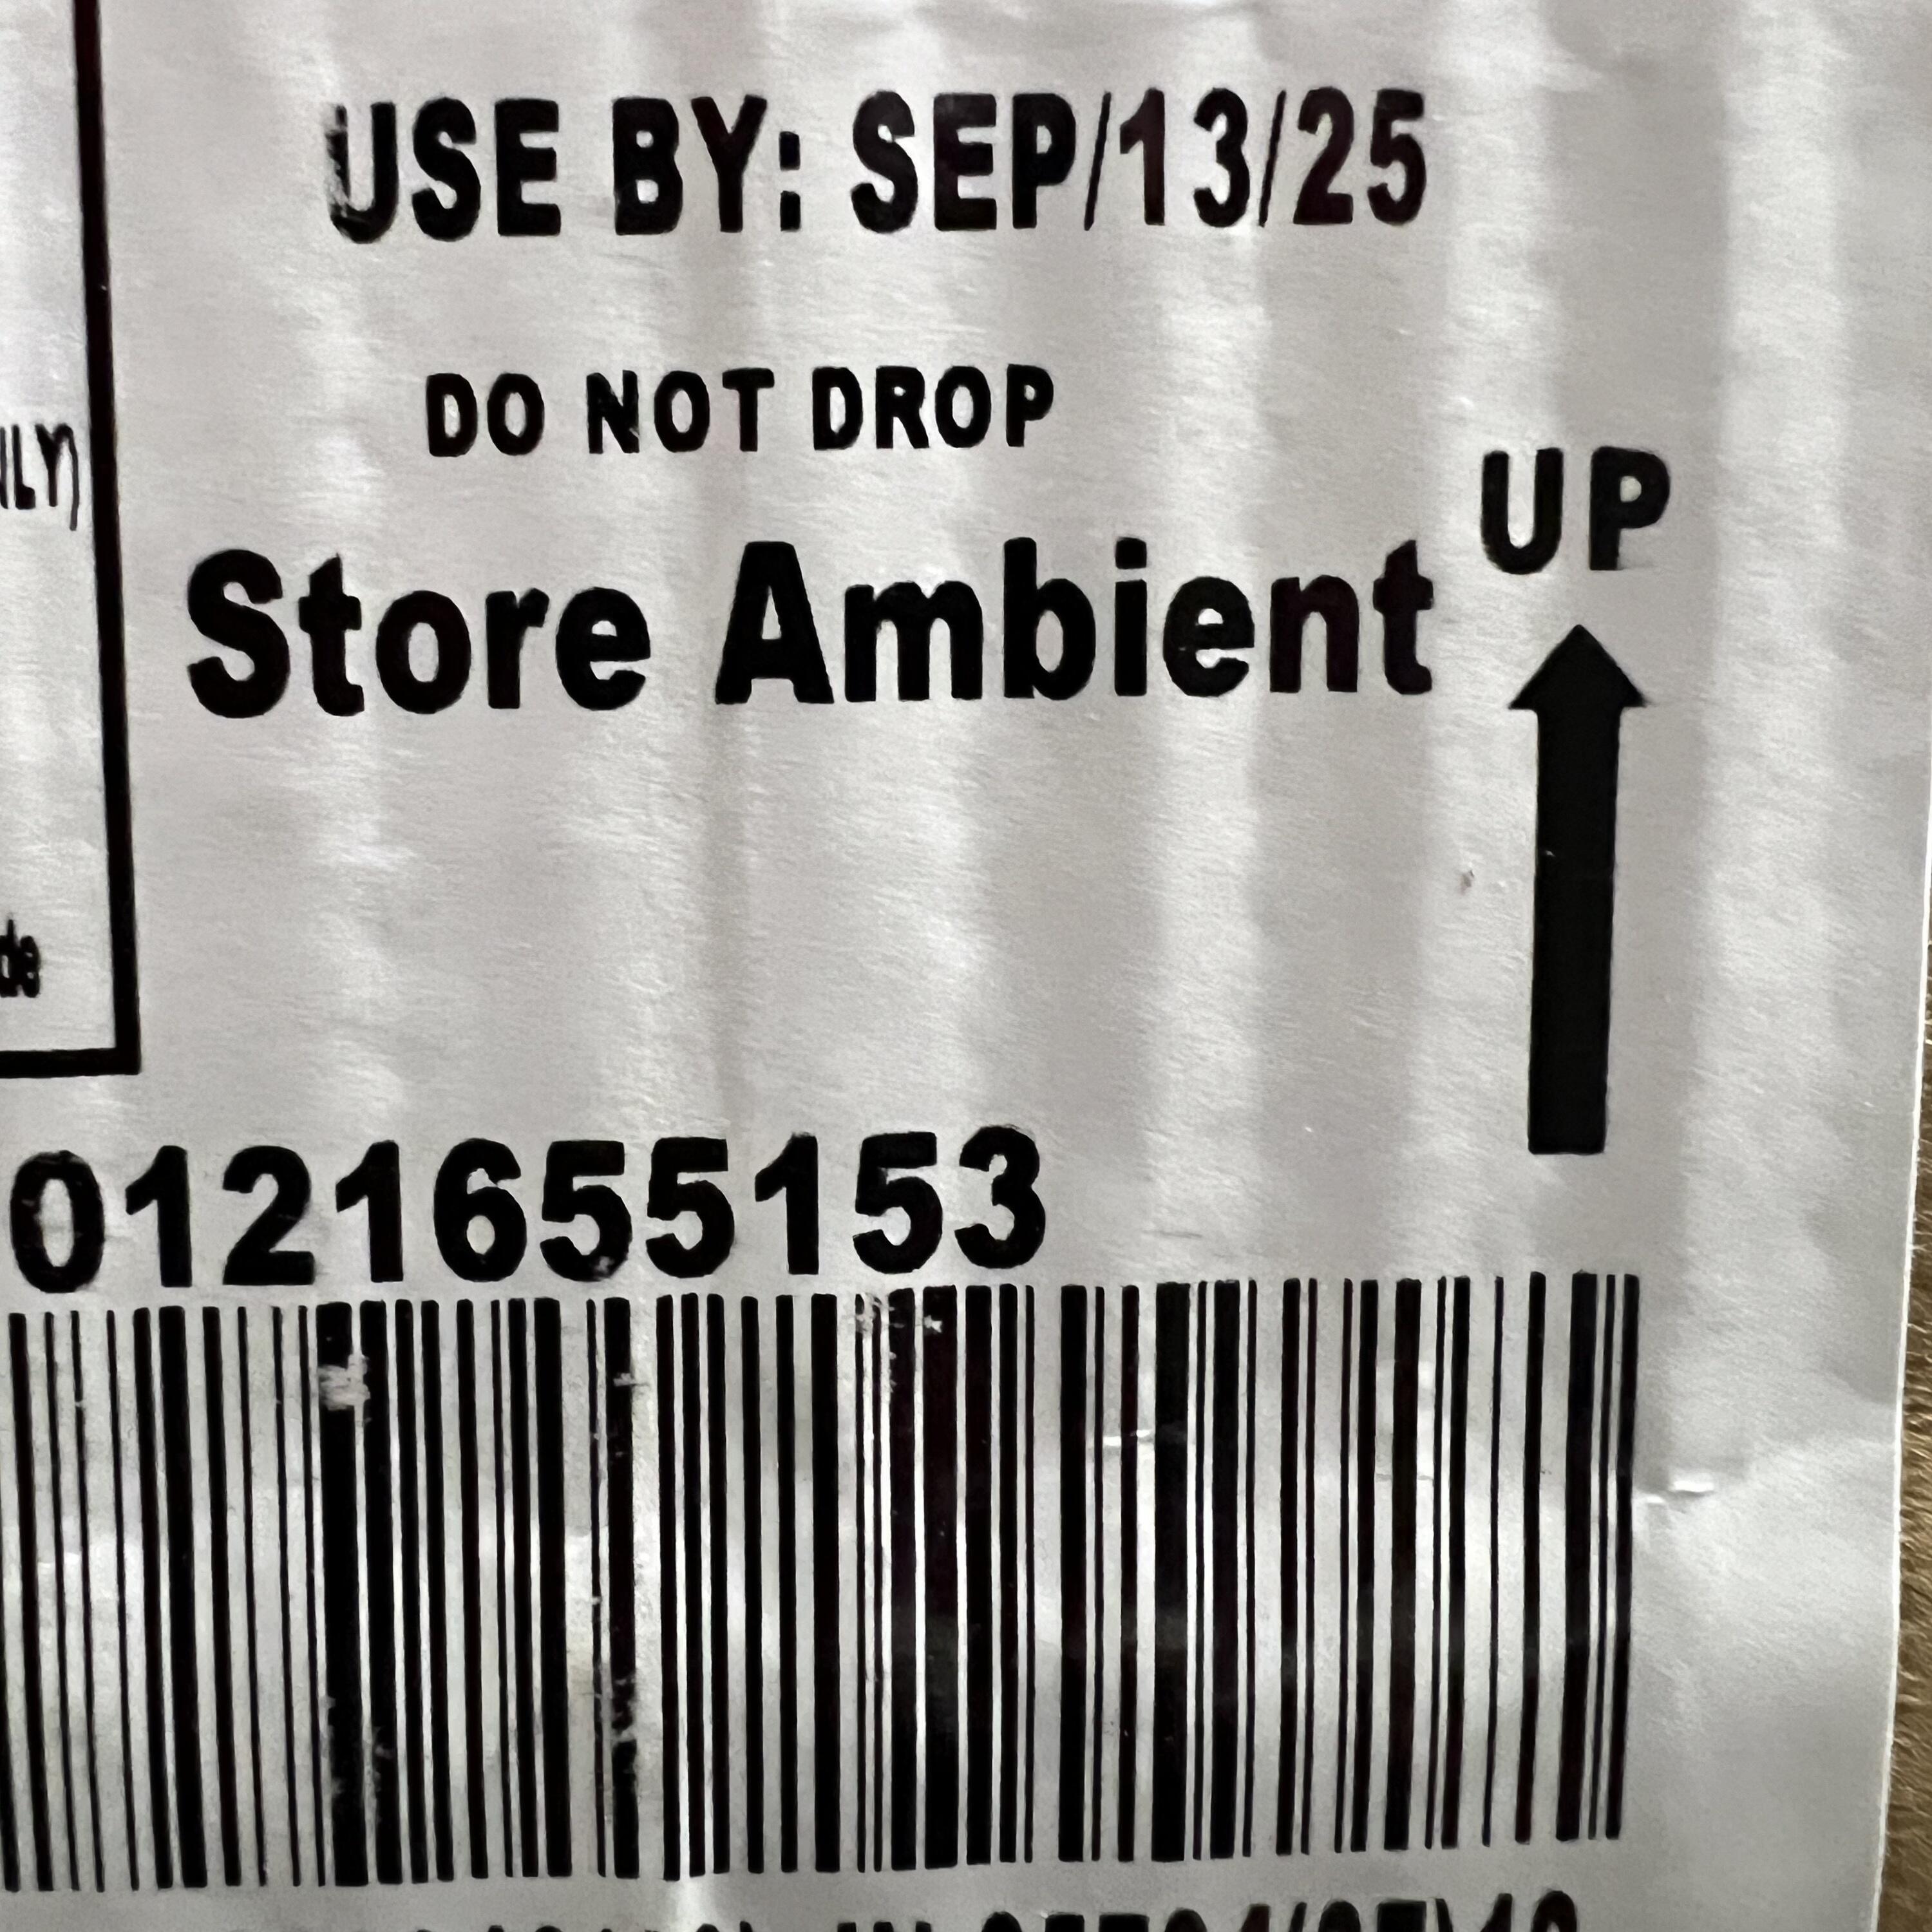 USE BY: SEP/13/25
DO NOT DROP
UP
Store Ambient
0121655153